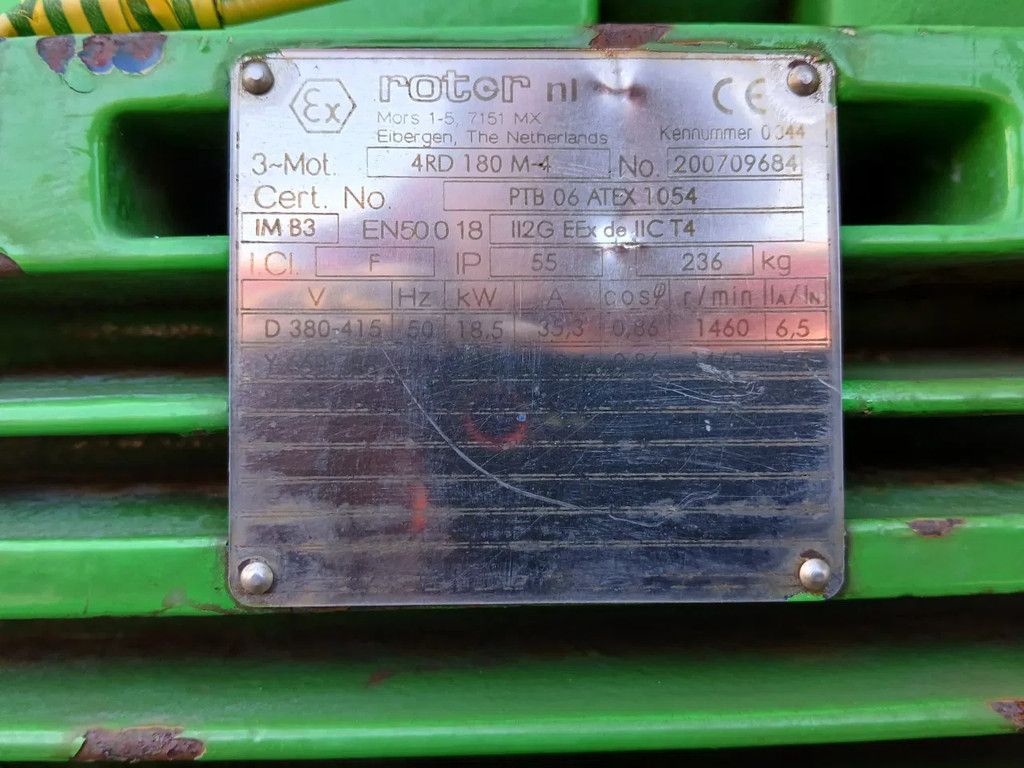 Ex rotor nl CE
Mors 1-5, 7151 MX
Eibergen, The Netherlands Kennummer 0344
3~Mot. 4RD 180 M-4 No. 200709684
Cert. No. PTB 06 ATEX 1054
IM B3 EN50018 II2G EEx de IIC T4
I.Cl. F IP 55 236 kg
V Hz kW A cosφ r/min IA/IN
D 380-415 50 18,5 35,3 0,86 1460 6,5
Y 0,86 1460